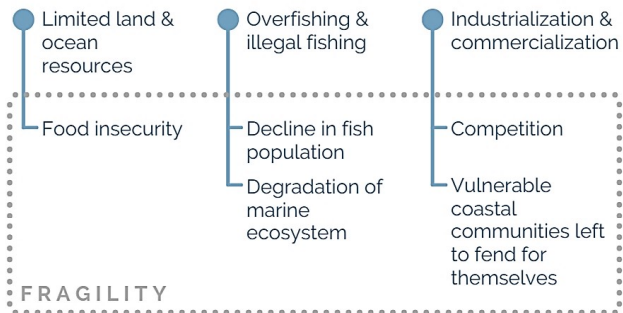 Limited land &
ocean
resources
Overfishing &
illegal fishing
Industrialization &
commercialization
Food insecurity
Decline in fish
population
Degradation of
marine
ecosystem
Competition
Vulnerable
coastal
communities left
to fend for
themselves
FRAGILITY